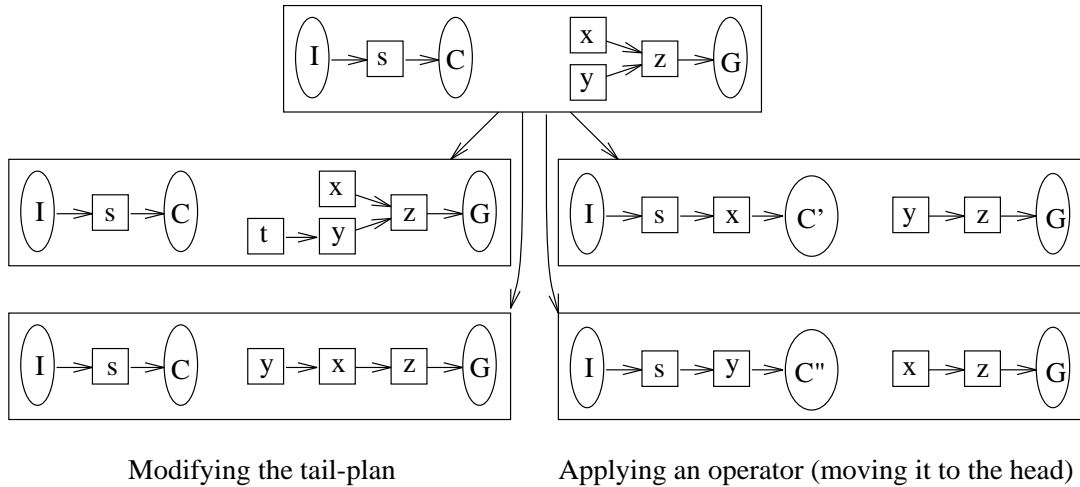 I s C x y z G
I s C x t y z G
I s x C' y z G
I s C y x z G
I s y C" x z G
Modifying the tail-plan
Applying an operator (moving it to the head)